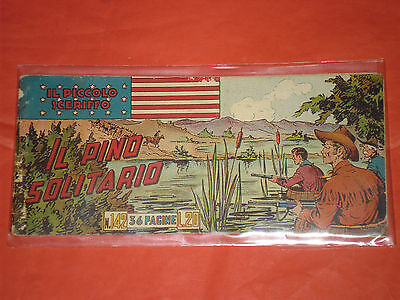 IL PICCOLO
SCERIFFO
IL PINO
SOLITARIO
N.142 36 PAGINE L.20